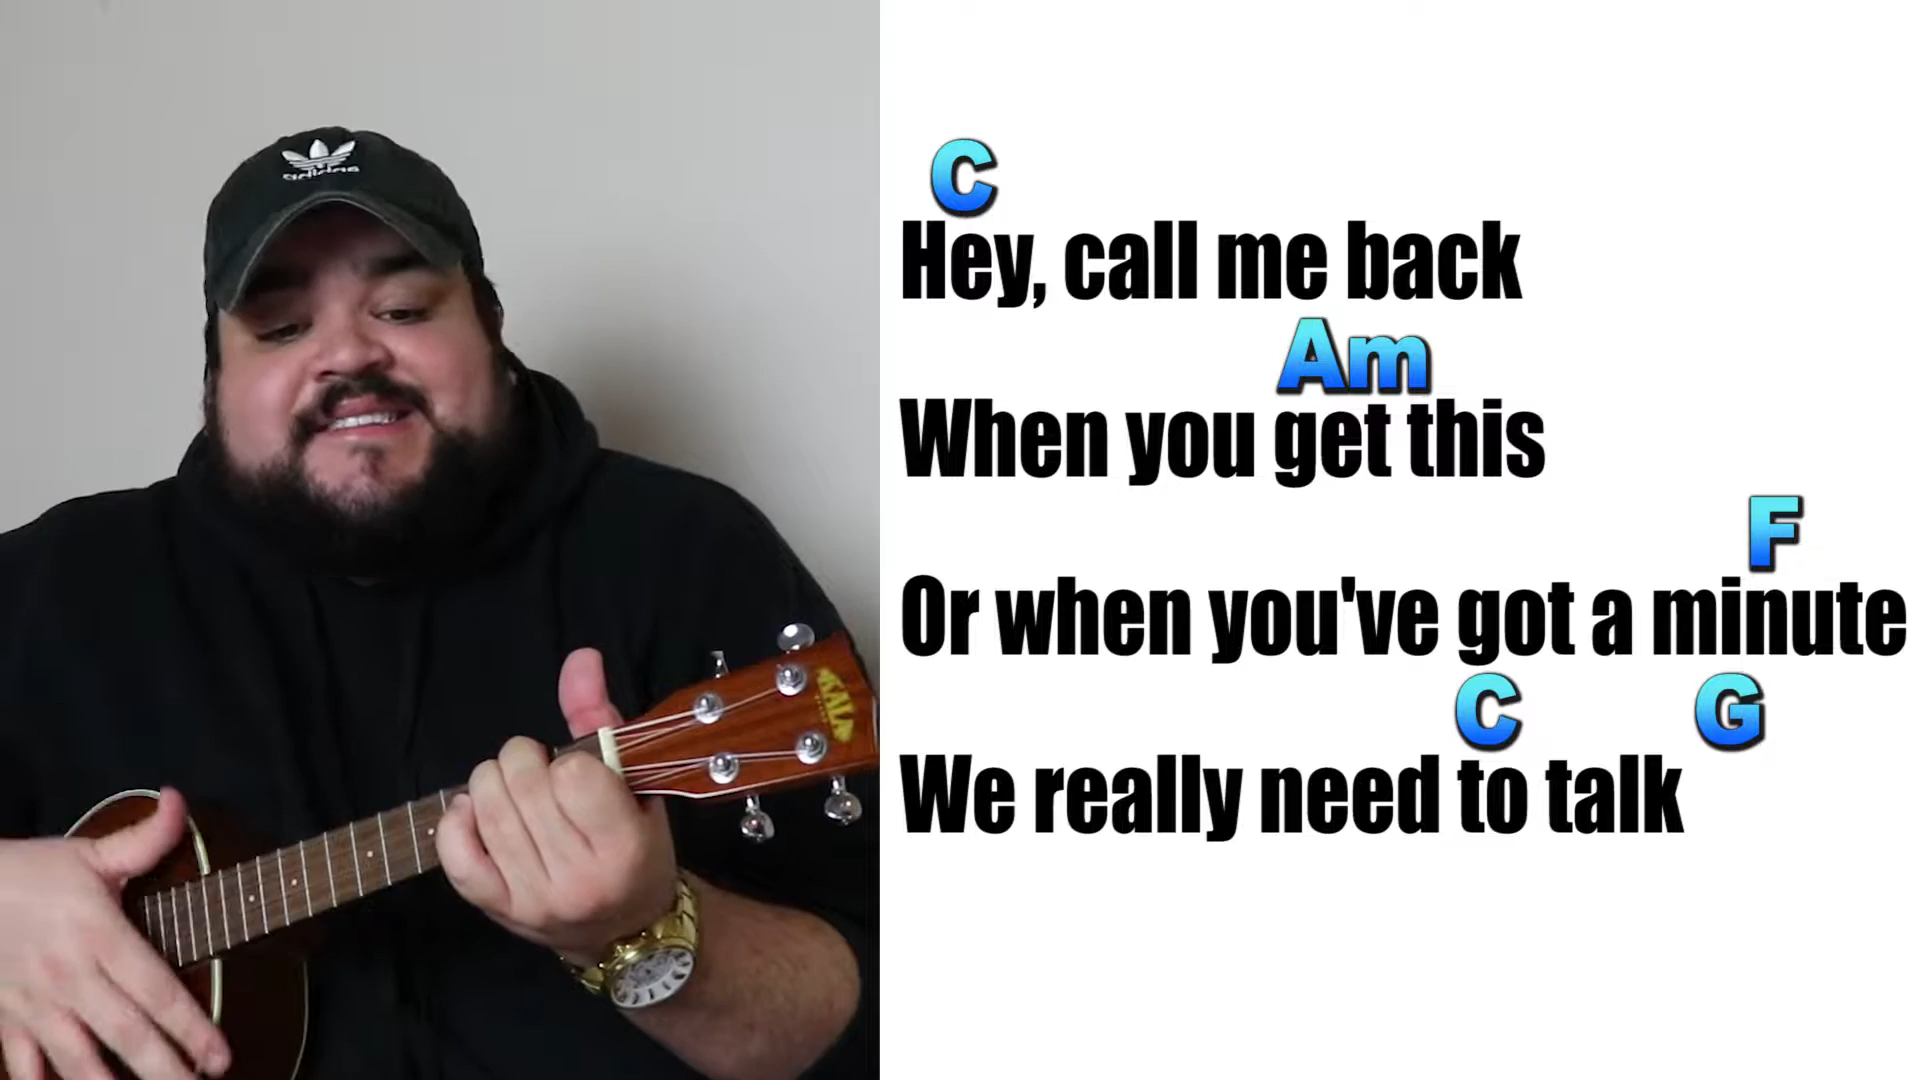 adidas
KALA
C
Hey, call me back
Am
When you get this
F
Or when you've got a minute
C G
We really need to talk